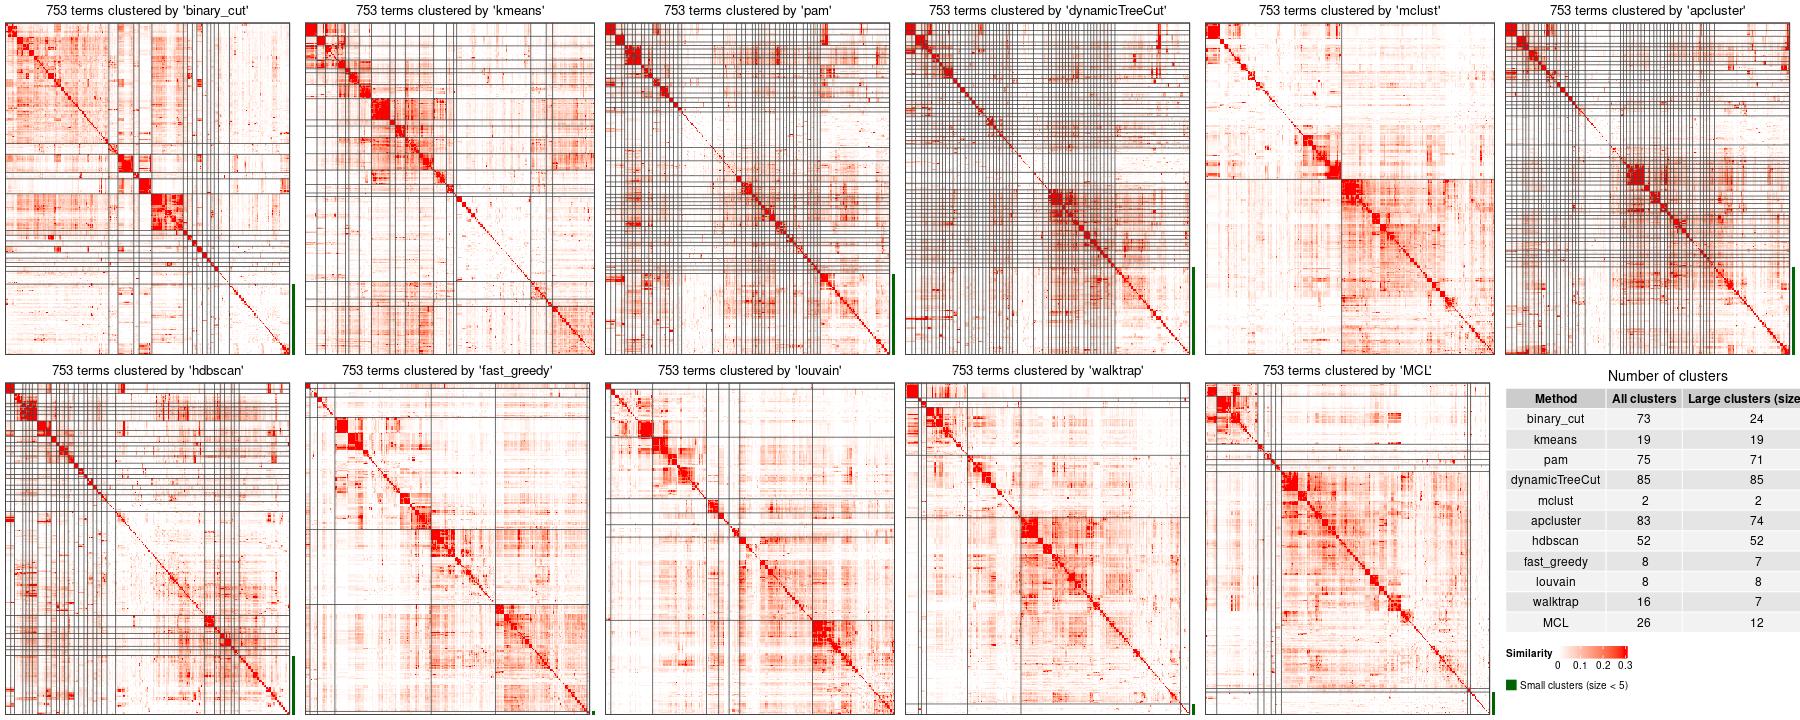 753 terms clustered by 'binary_cut'
753 terms clustered by 'kmeans'
753 terms clustered by 'pam'
753 terms clustered by 'dynamicTreeCut'
753 terms clustered by 'mclust'
753 terms clustered by 'apcluster'
753 terms clustered by 'hdbscan'
753 terms clustered by 'fast_greedy'
753 terms clustered by 'louvain'
753 terms clustered by 'walktrap'
753 terms clustered by 'MCL'
Number of clusters
Method All clusters Large clusters (size
binary_cut 73 24
kmeans 19 19
pam 75 71
dynamicTreeCut 85 85
mclust 2 2
apcluster 83 74
hdbscan 52 52
fast_greedy 8 7
louvain 8 8
walktrap 16 7
MCL 26 12
Similarity
0 0.1 0.2 0.3
Small clusters (size < 5)